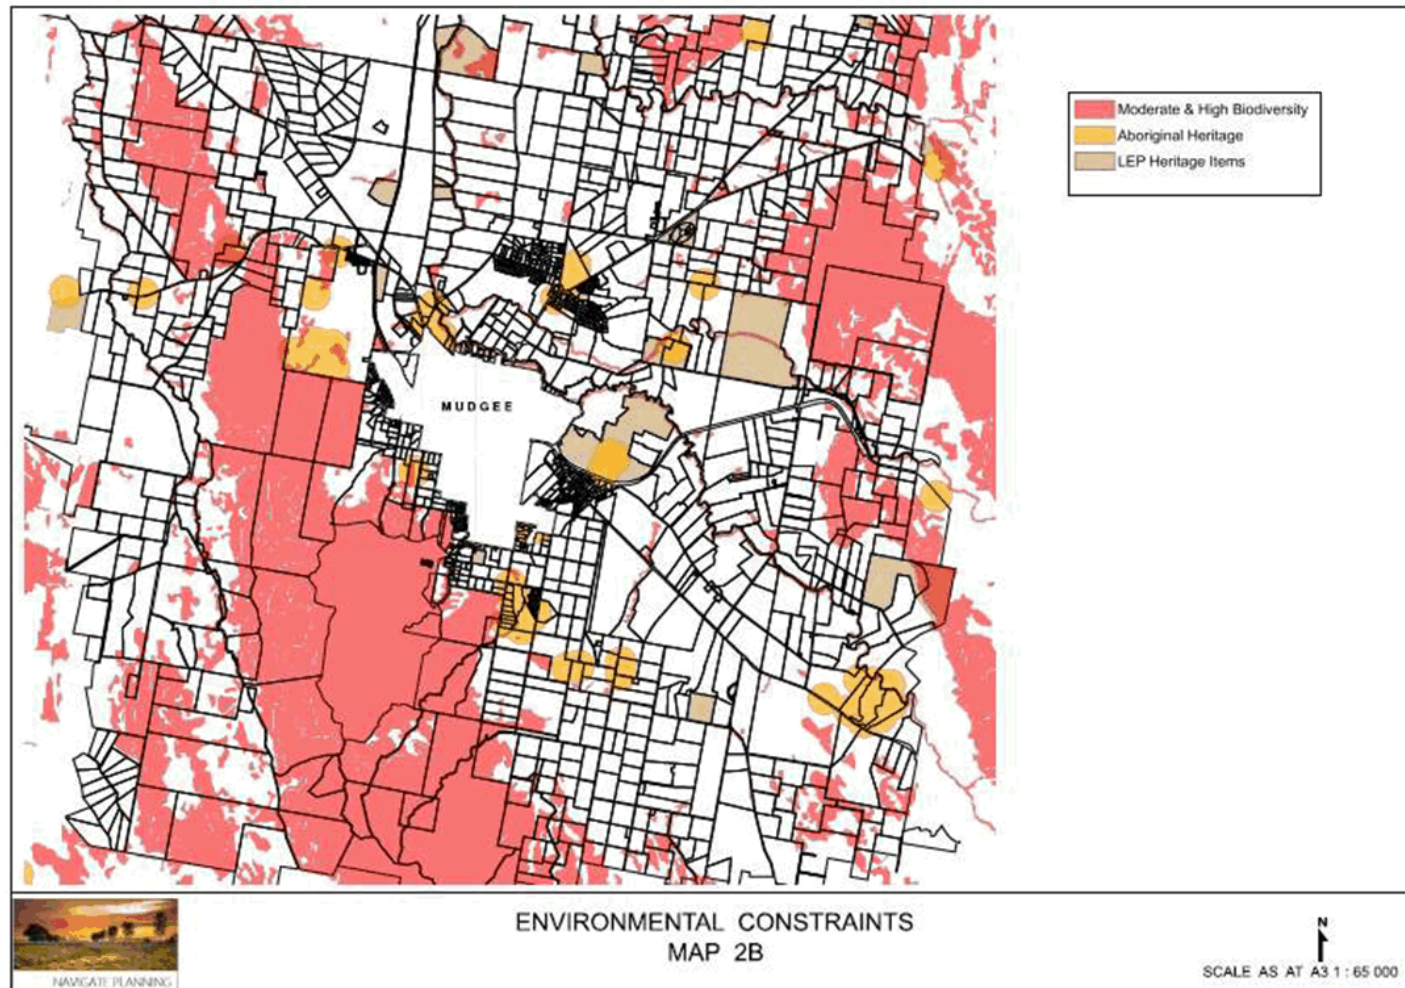 Moderate & High Biodiversity
Aboriginal Heritage
LEP Heritage Items
MUDGEE
ENVIRONMENTAL CONSTRAINTS
MAP 2B
NAVIGATE PLANNING
N
SCALE AS AT A3 1 : 65 000